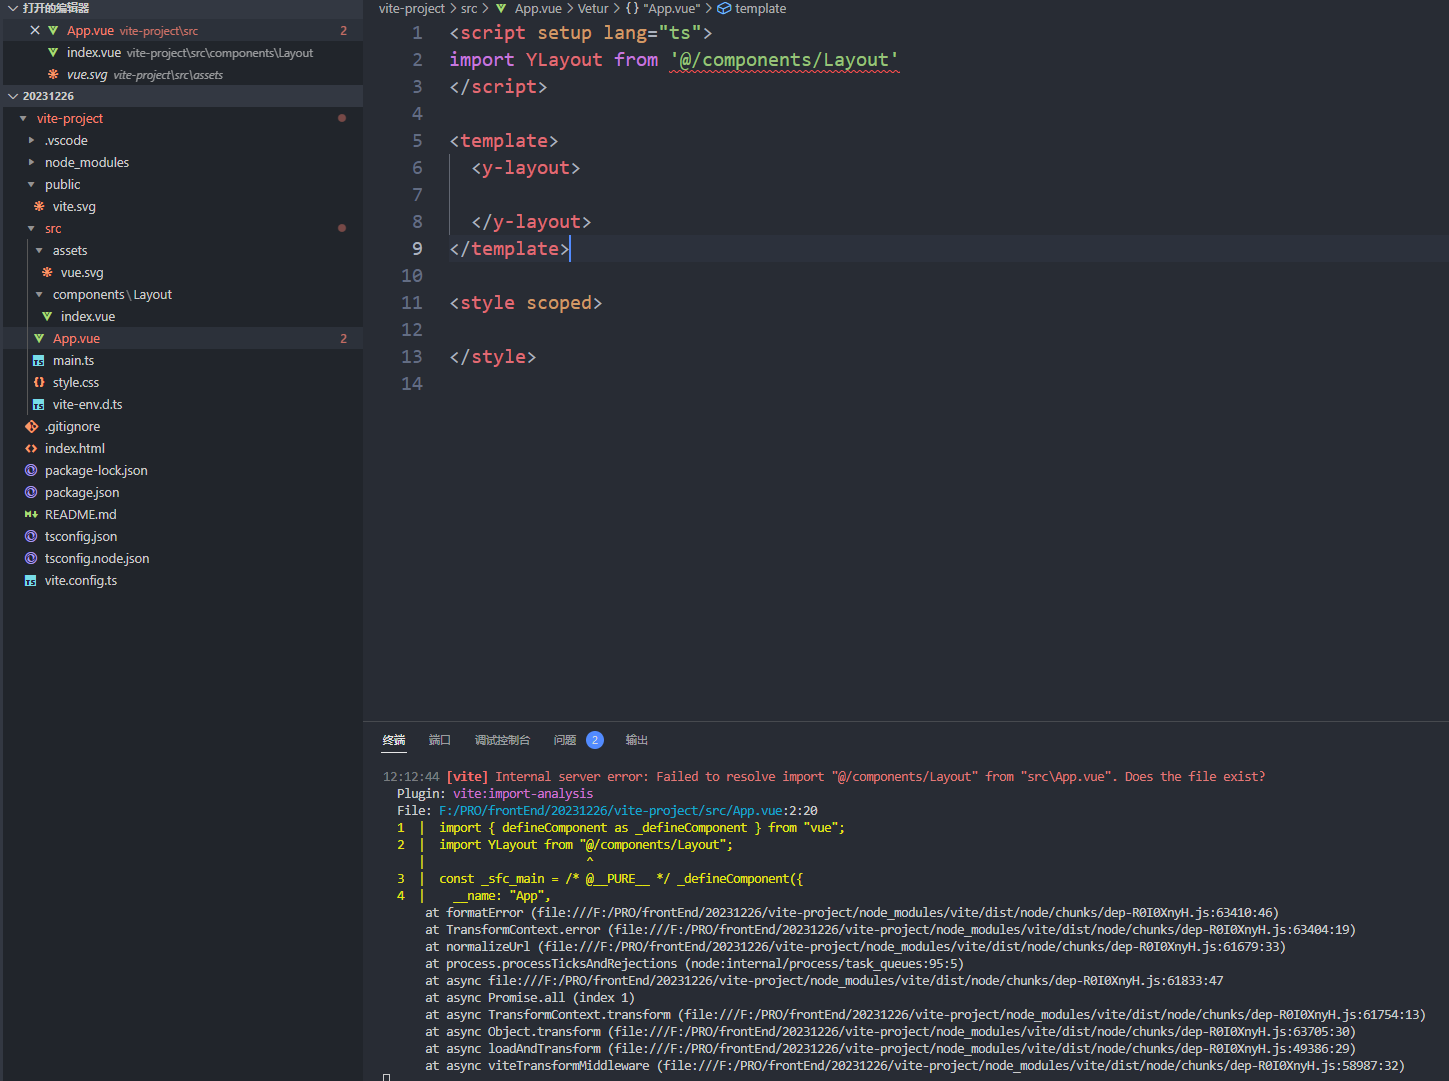 打开的编辑器
App.vue vite-project\src 2
index.vue vite-project\src\components\Layout
vue.svg vite-project\src\assets
20231226
vite-project
.vscode
node_modules
public
vite.svg
src
assets
vue.svg
components\Layout
index.vue
App.vue 2
main.ts
style.css
vite-env.d.ts
.gitignore
index.html
package-lock.json
package.json
README.md
tsconfig.json
tsconfig.node.json
vite.config.ts
vite-project > src > App.vue > Vetur > {} "App.vue" > template
1 <script setup lang="ts">
2 import YLayout from '@/components/Layout'
3 </script>
4
5 <template>
6 <y-layout>
7
8 </y-layout>
9 </template>
10
11 <style scoped>
12
13 </style>
14
终端 端口 调试控制台 问题 2 输出
12:12:44 [vite] Internal server error: Failed to resolve import "@/components/Layout" from "src\App.vue". Does the file exist?
Plugin: vite:import-analysis
File: F:/PRO/frontEnd/20231226/vite-project/src/App.vue:2:20
1 | import { defineComponent as _defineComponent } from "vue";
2 | import YLayout from "@/components/Layout";
| ^
3 | const _sfc_main = /* @__PURE__ */ _defineComponent({
4 | __name: "App",
at formatError (file:///F:/PRO/frontEnd/20231226/vite-project/node_modules/vite/dist/node/chunks/dep-R0I0XnyH.js:63410:46)
at TransformContext.error (file:///F:/PRO/frontEnd/20231226/vite-project/node_modules/vite/dist/node/chunks/dep-R0I0XnyH.js:63404:19)
at normalizeUrl (file:///F:/PRO/frontEnd/20231226/vite-project/node_modules/vite/dist/node/chunks/dep-R0I0XnyH.js:61679:33)
at process.processTicksAndRejections (node:internal/process/task_queues:95:5)
at async file:///F:/PRO/frontEnd/20231226/vite-project/node_modules/vite/dist/node/chunks/dep-R0I0XnyH.js:61833:47
at async Promise.all (index 1)
at async TransformContext.transform (file:///F:/PRO/frontEnd/20231226/vite-project/node_modules/vite/dist/node/chunks/dep-R0I0XnyH.js:61754:13)
at async Object.transform (file:///F:/PRO/frontEnd/20231226/vite-project/node_modules/vite/dist/node/chunks/dep-R0I0XnyH.js:63705:30)
at async loadAndTransform (file:///F:/PRO/frontEnd/20231226/vite-project/node_modules/vite/dist/node/chunks/dep-R0I0XnyH.js:49386:29)
at async viteTransformMiddleware (file:///F:/PRO/frontEnd/20231226/vite-project/node_modules/vite/dist/node/chunks/dep-R0I0XnyH.js:58987:32)